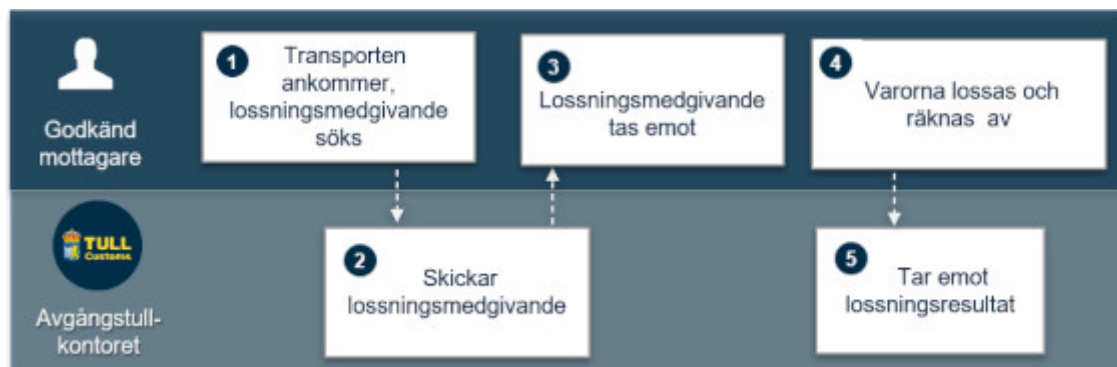 Godkänd
mottagare
1
Transporten
ankommer,
lossningsmedgivande
söks
3
Lossningsmedgivande
tas emot
4
Varorna lossas och
räknas av
TULL
Customs
Avgångstull-
kontoret
2
Skickar
lossningsmedgivande
5
Tar emot
lossningsresultat